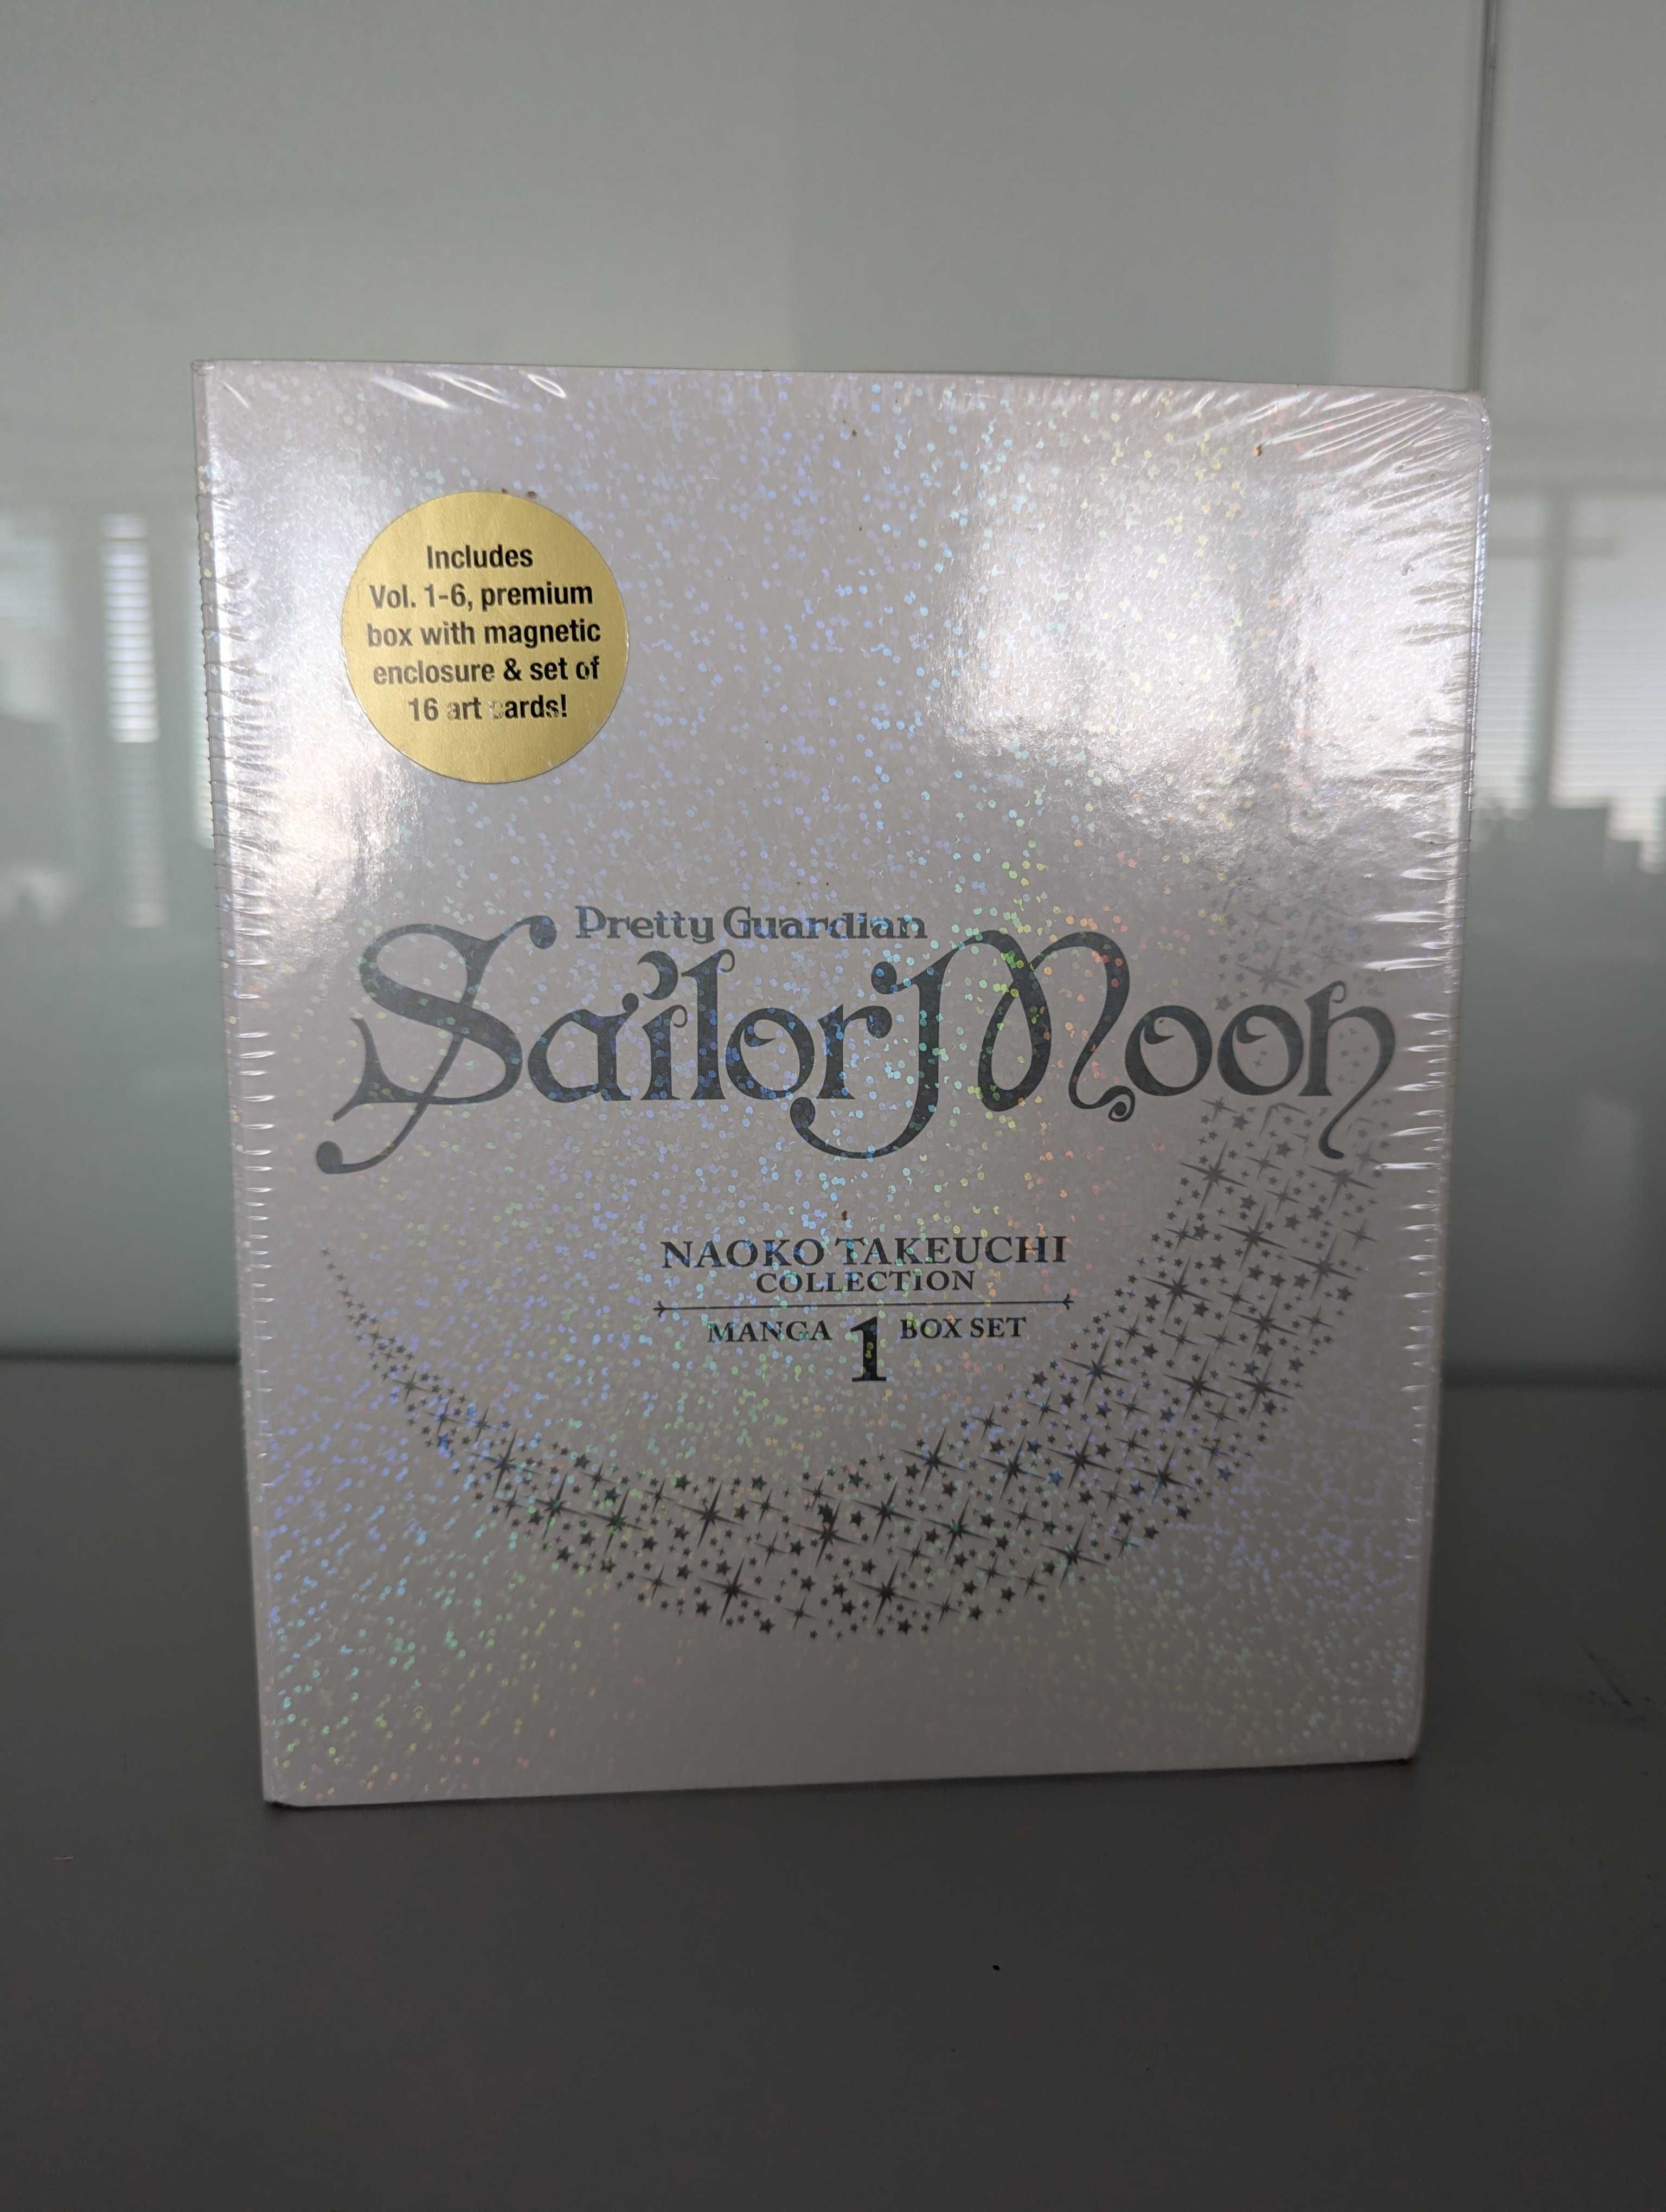 Includes
Vol. 1-6, premium
box with magnetic
enclosure & set of
16 art cards!
Pretty Guardian
Sailor Moon
NAOKO TAKEUCHI
COLLECTION
MANGA 1 BOX SET